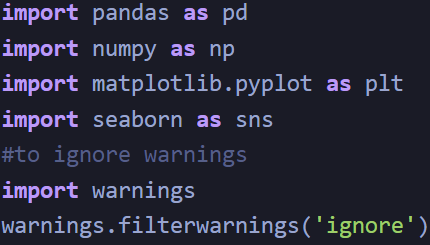 import pandas as pd
import numpy as np
import matplotlib.pyplot as plt
import seaborn as sns
#to ignore warnings
import warnings
warnings.filterwarnings('ignore')